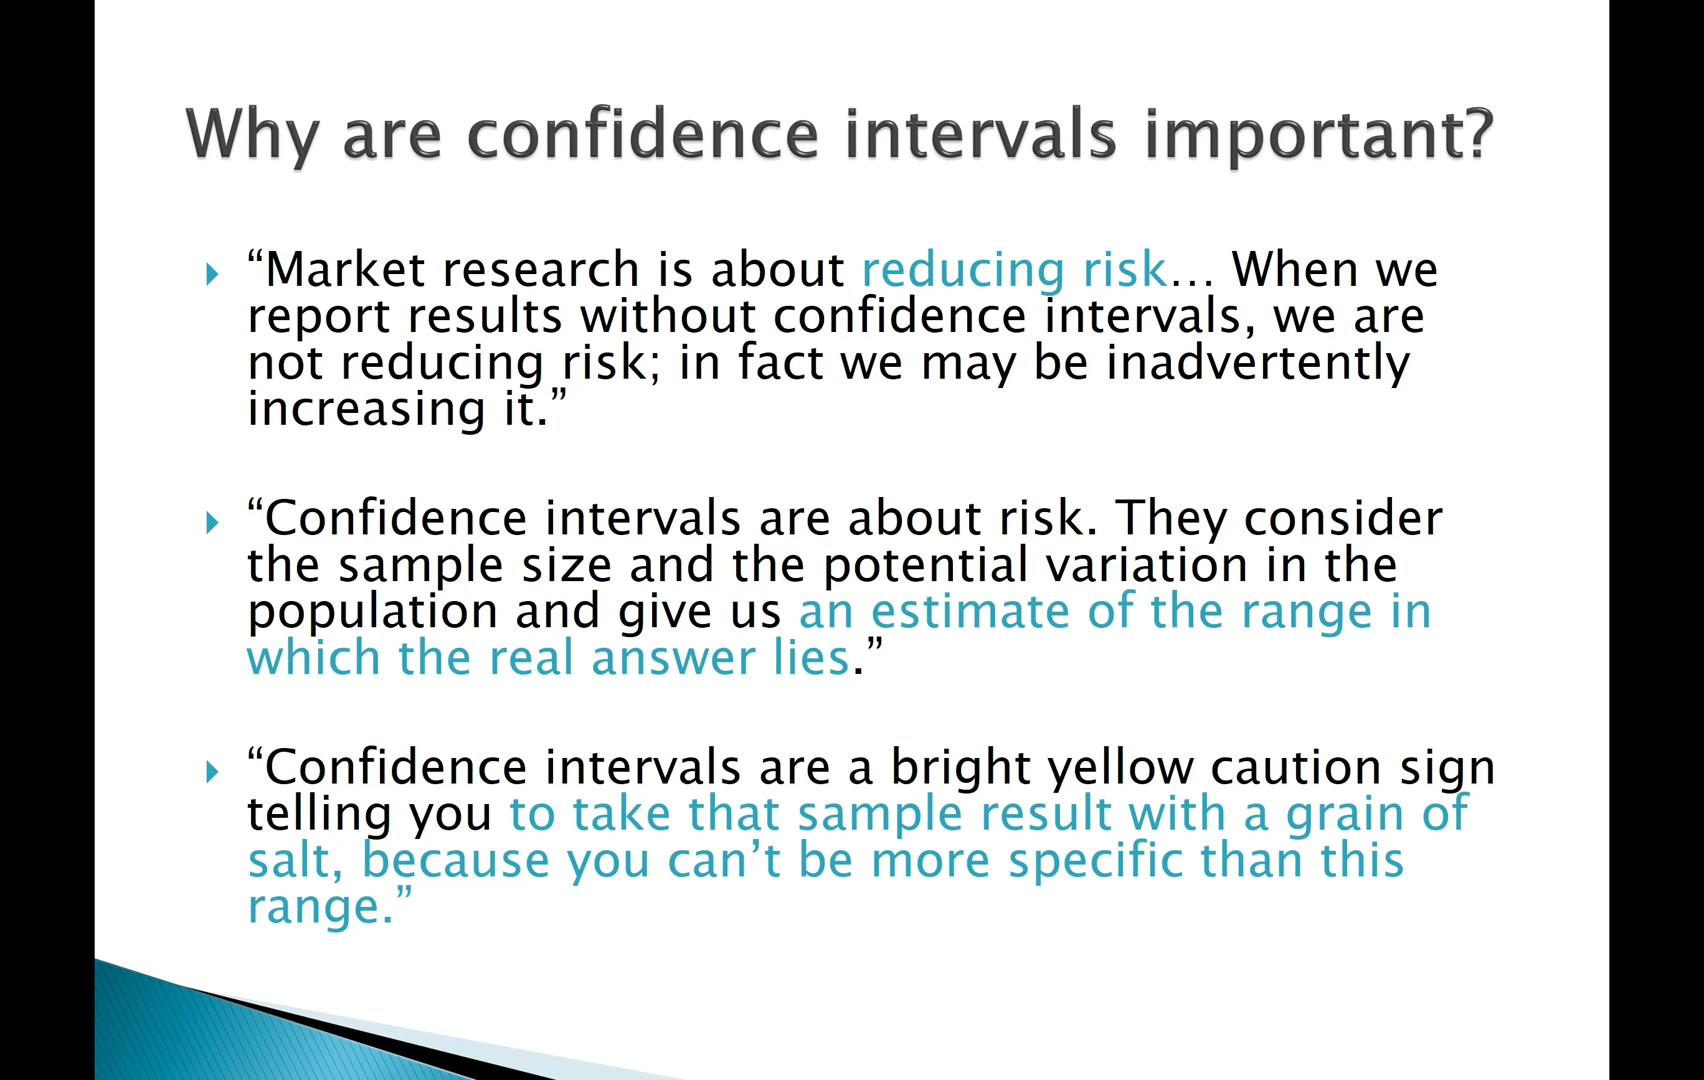 Why are confidence intervals important?
“Market research is about reducing risk… When we
report results without confidence intervals, we are
not reducing risk; in fact we may be inadvertently
increasing it.”
“Confidence intervals are about risk. They consider
the sample size and the potential variation in the
population and give us an estimate of the range in
which the real answer lies.”
“Confidence intervals are a bright yellow caution sign
telling you to take that sample result with a grain of
salt, because you can’t be more specific than this
range.”